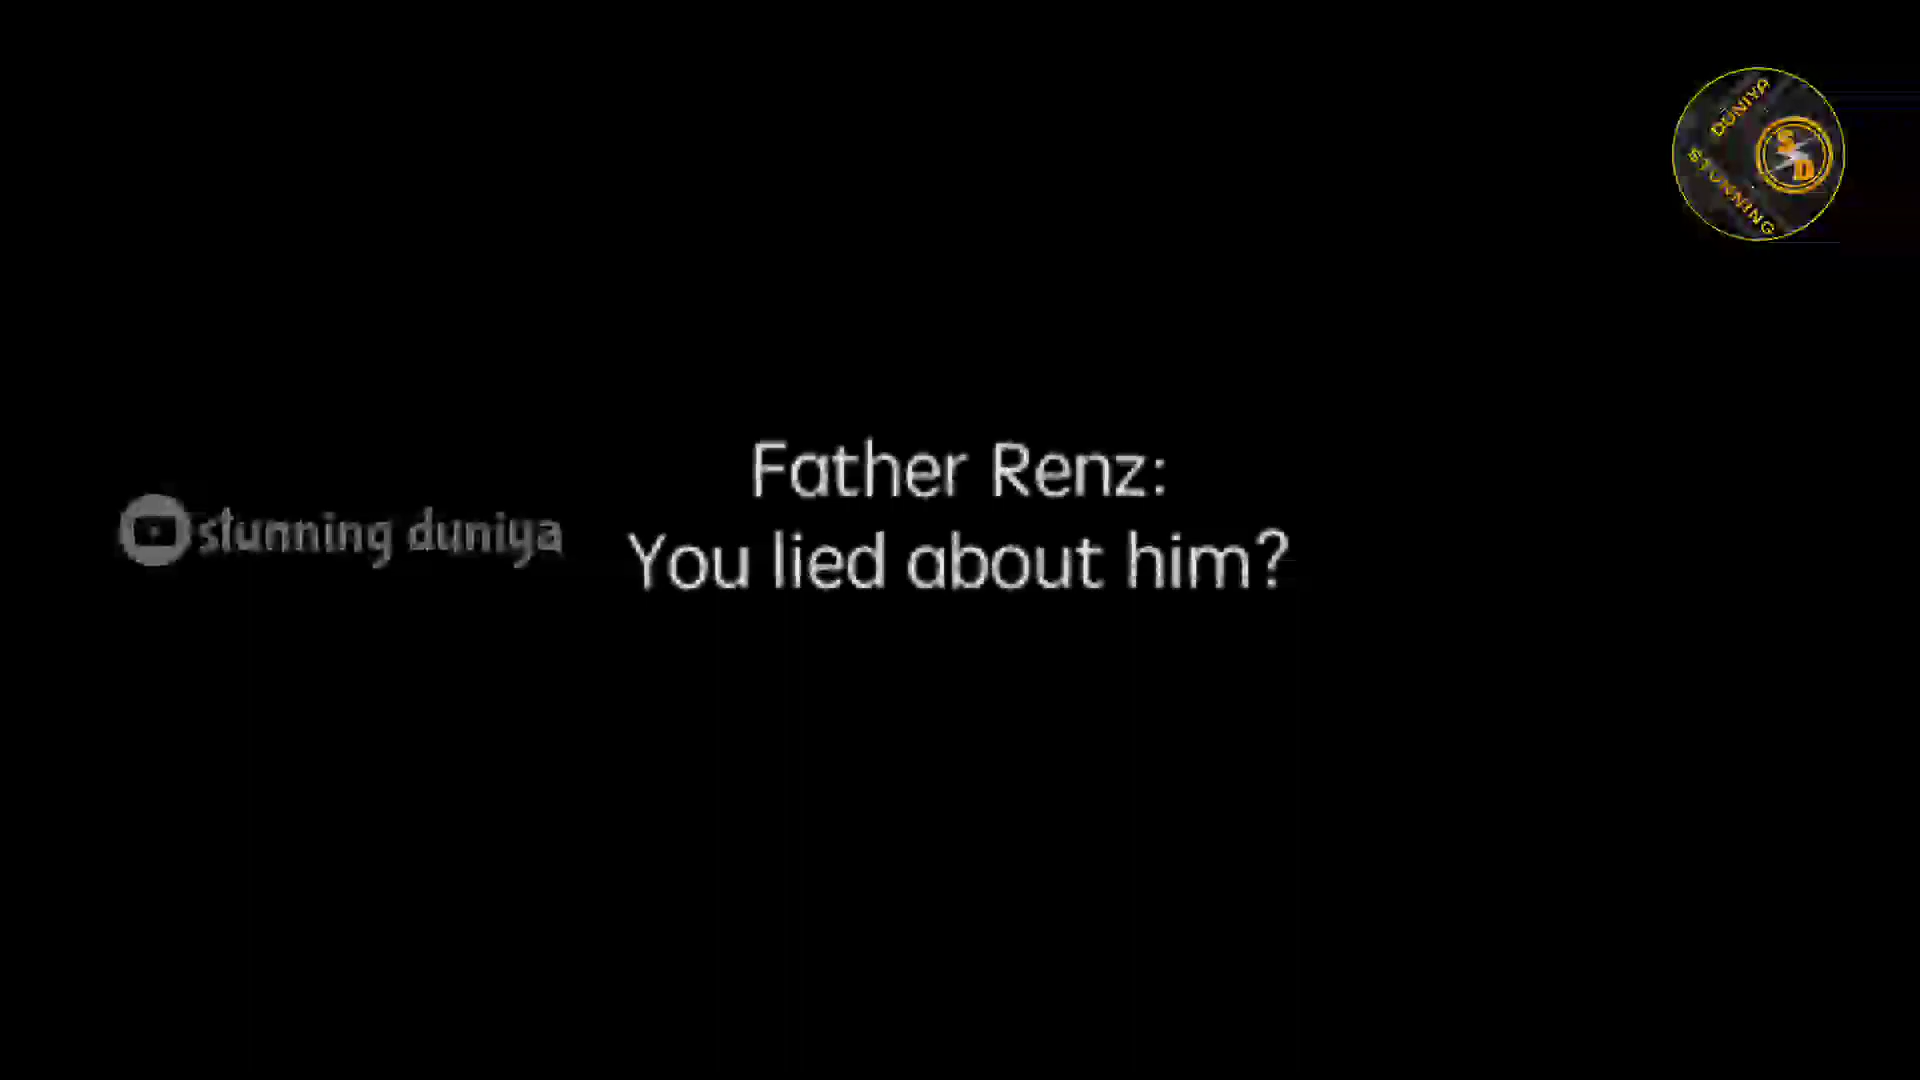 DUNIYA
STUNNING
S
D
Father Renz:
You lied about him?
stunning duniya